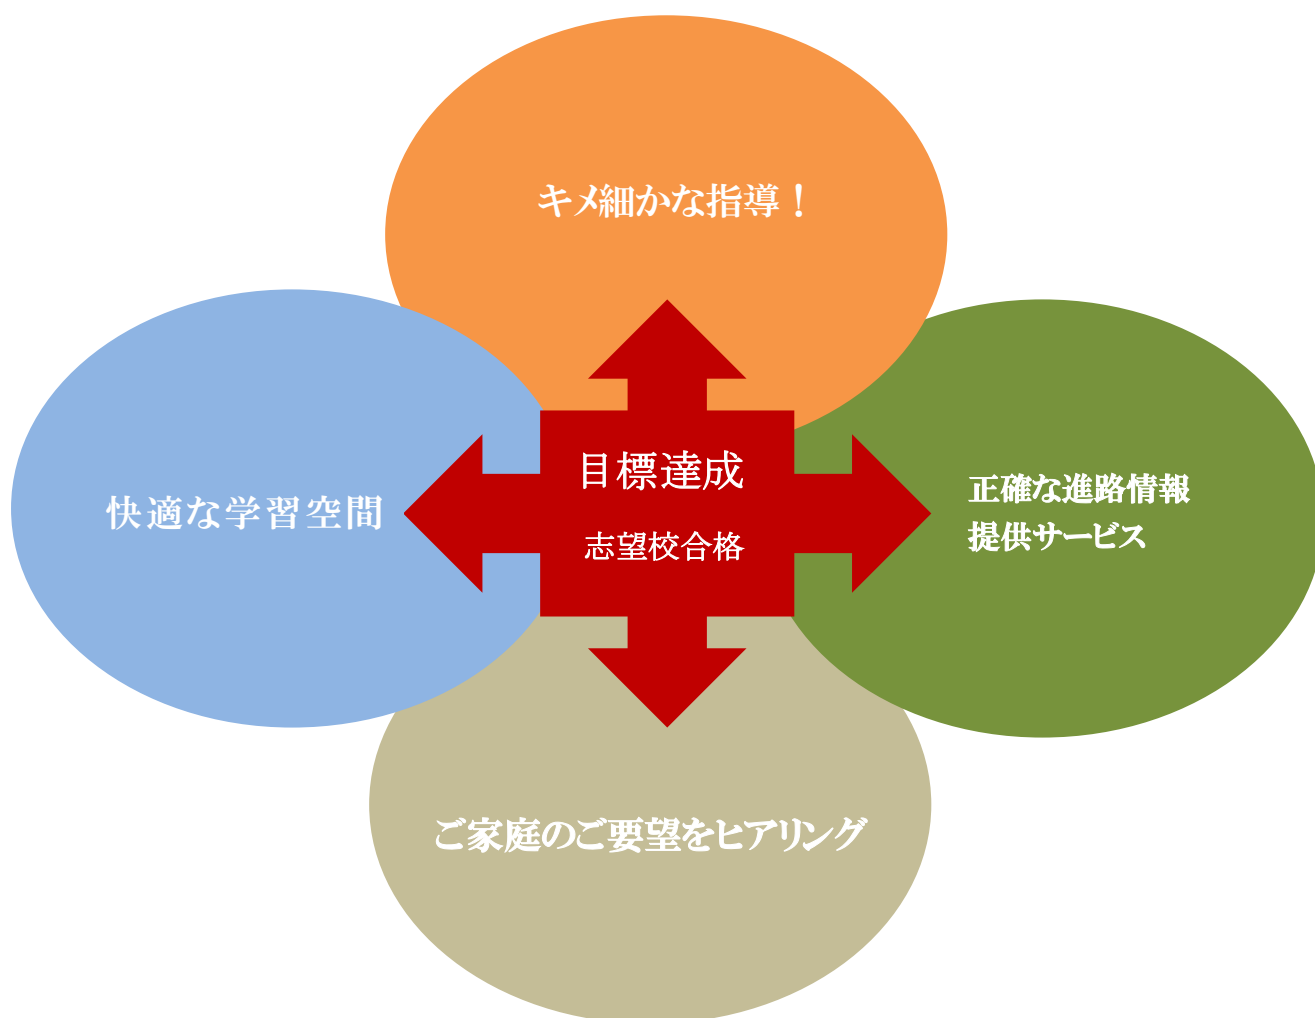 キメ細かな指導！
快適な学習空間
目標達成
志望校合格
正確な進路情報
提供サービス
ご家庭のご要望をヒアリング